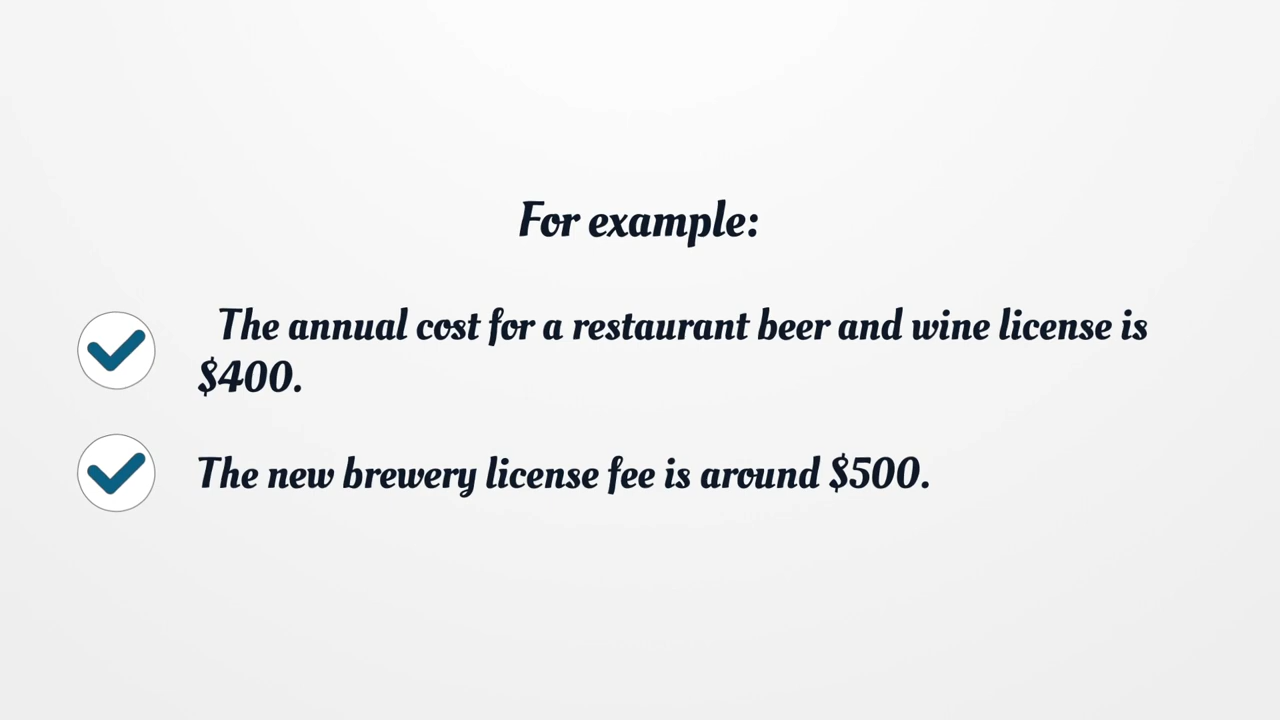 For example:
The annual cost for a restaurant beer and wine license is
$400.
The new brewery license fee is around $500.